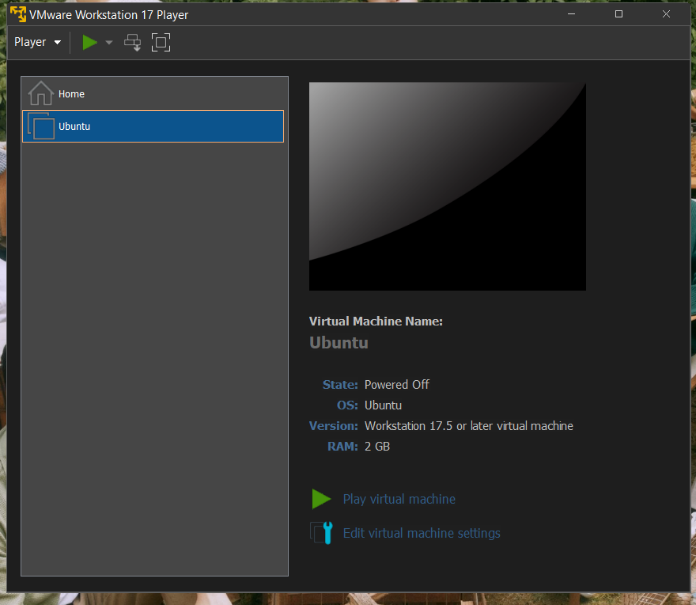 VMware Workstation 17 Player
Player
Home
Ubuntu
Virtual Machine Name:
Ubuntu
State: Powered Off
OS: Ubuntu
Version: Workstation 17.5 or later virtual machine
RAM: 2 GB
Play virtual machine
Edit virtual machine settings